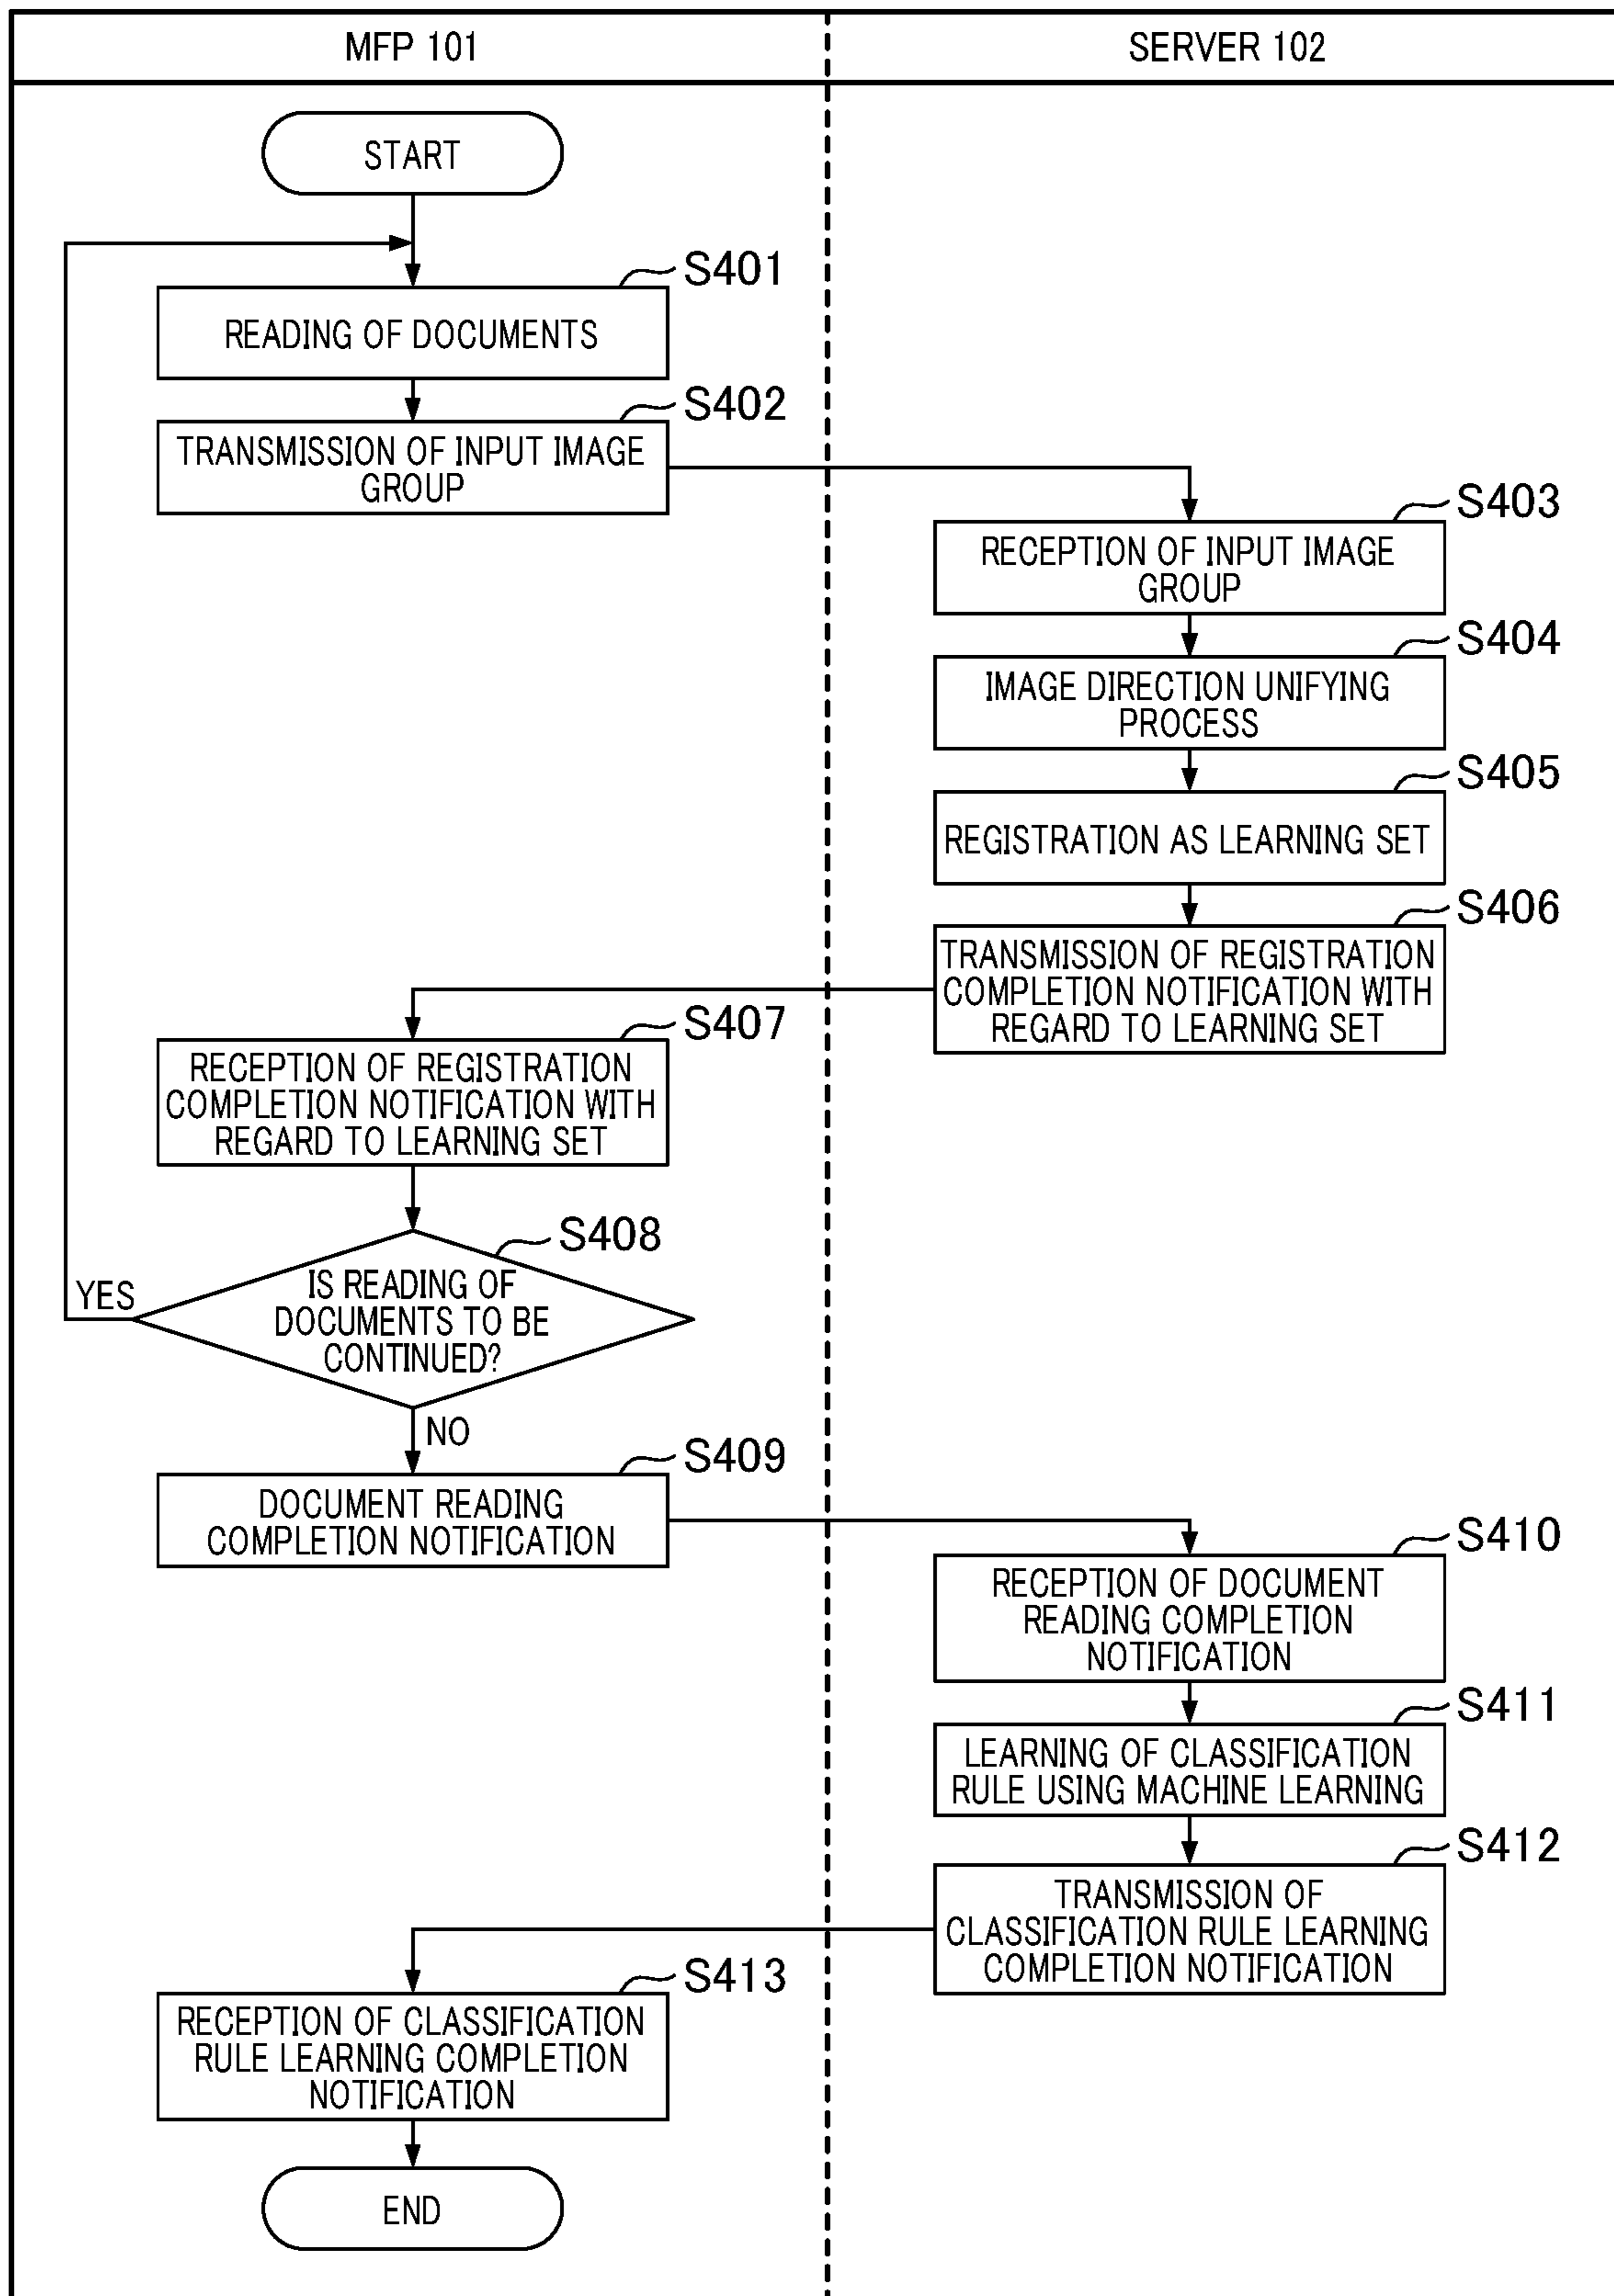 MFP 101
SERVER 102
START
S401
READING OF DOCUMENTS
S402
TRANSMISSION OF INPUT IMAGE
GROUP
S403
RECEPTION OF INPUT IMAGE
GROUP
S404
IMAGE DIRECTION UNIFYING
PROCESS
S405
REGISTRATION AS LEARNING SET
S406
TRANSMISSION OF REGISTRATION
COMPLETION NOTIFICATION WITH
REGARD TO LEARNING SET
S407
RECEPTION OF REGISTRATION
COMPLETION NOTIFICATION WITH
REGARD TO LEARNING SET
S408
IS READING OF
DOCUMENTS TO BE
CONTINUED?
YES
NO
S409
DOCUMENT READING
COMPLETION NOTIFICATION
S410
RECEPTION OF DOCUMENT
READING COMPLETION
NOTIFICATION
S411
LEARNING OF CLASSIFICATION
RULE USING MACHINE LEARNING
S412
TRANSMISSION OF
CLASSIFICATION RULE LEARNING
COMPLETION NOTIFICATION
S413
RECEPTION OF CLASSIFICATION
RULE LEARNING COMPLETION
NOTIFICATION
END